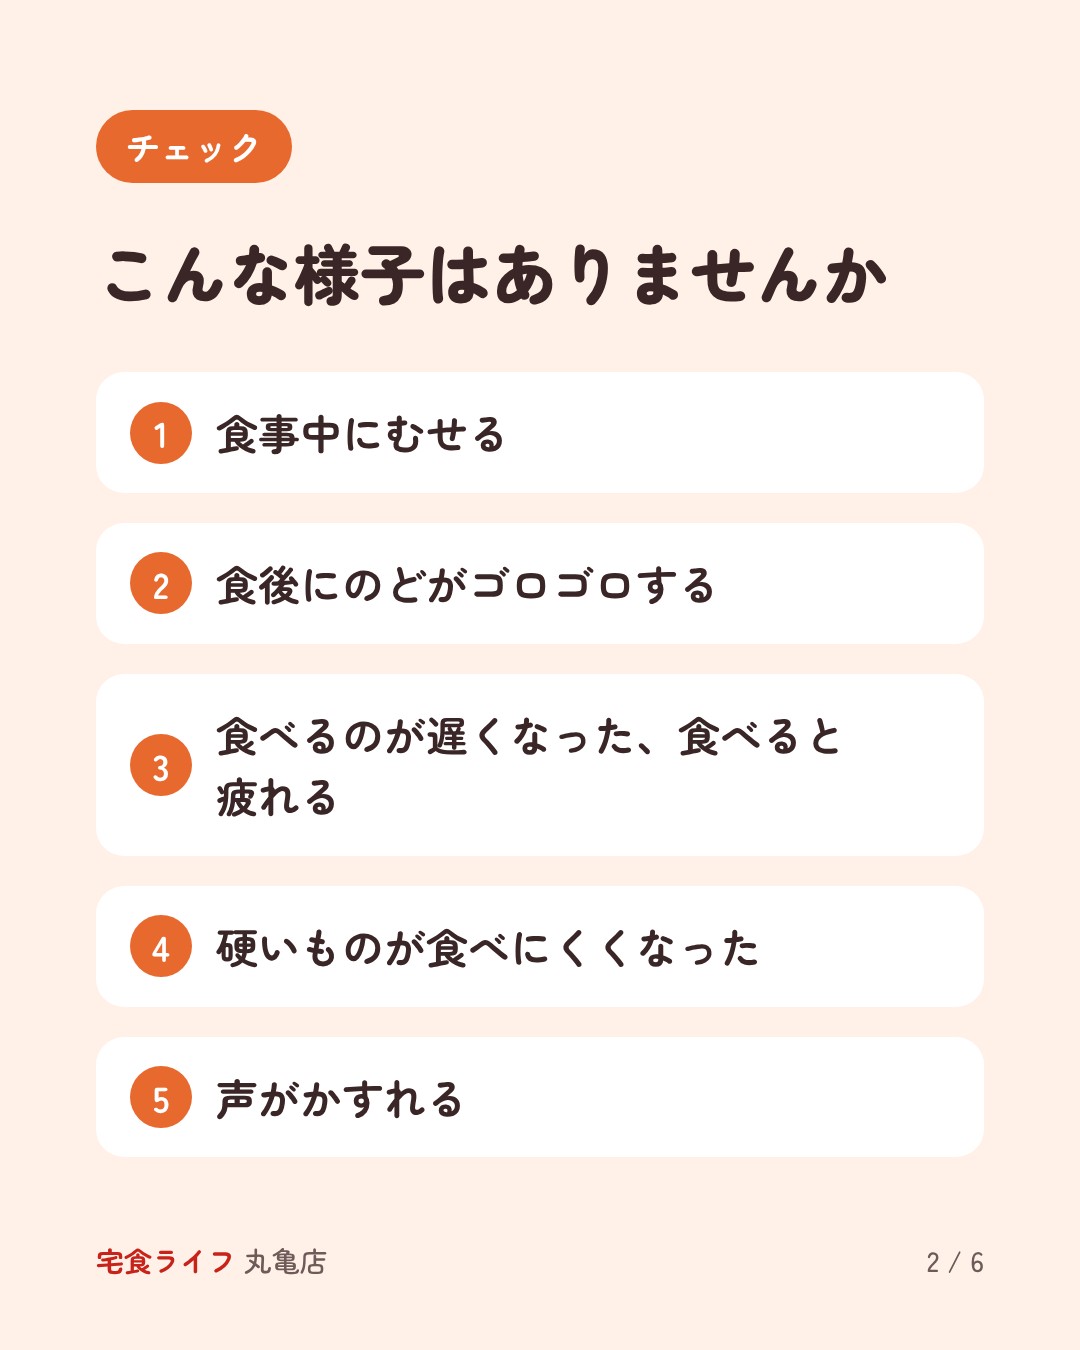 チェック
こんな様子はありませんか
1 食事中にむせる
2 食後にのどがゴロゴロする
3 食べるのが遅くなった、食べると
疲れる
4 硬いものが食べにくくなった
5 声がかすれる
宅食ライフ 丸亀店
2 / 6